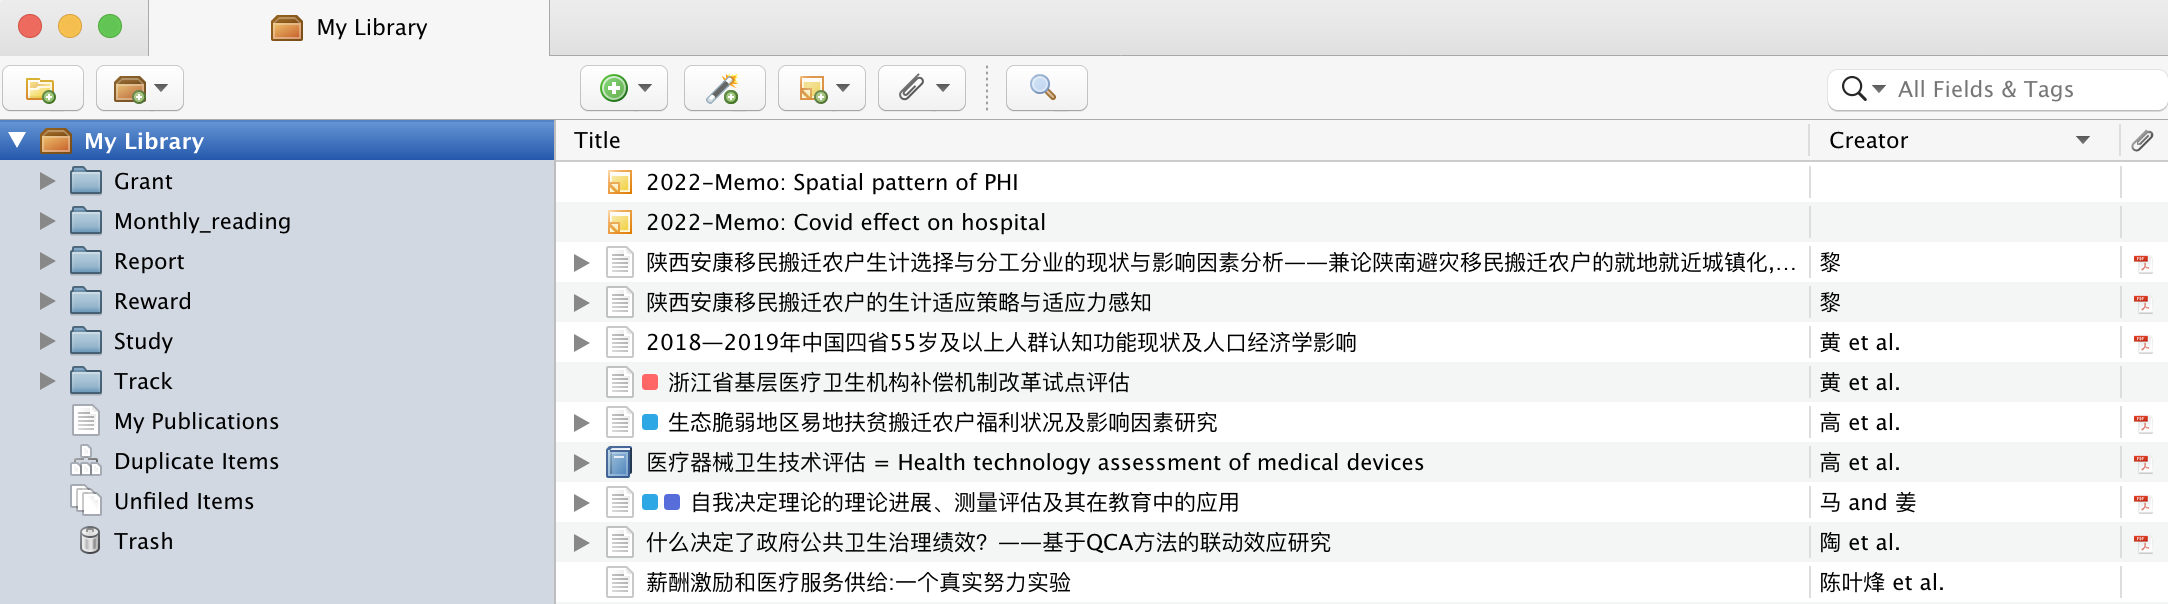 My Library
All Fields & Tags
My Library
Grant
Monthly_reading
Report
Reward
Study
Track
My Publications
Duplicate Items
Unfiled Items
Trash
Title Creator
2022-Memo: Spatial pattern of PHI
2022-Memo: Covid effect on hospital
陕西安康移民搬迁农户生计选择与分工分业的现状与影响因素分析——兼论陕南避灾移民搬迁农户的就地就近城镇化,... 黎
陕西安康移民搬迁农户的生计适应策略与适应力感知 黎
2018—2019年中国四省55岁及以上人群认知功能现状及人口经济学影响 黄 et al.
浙江省基层医疗卫生机构补偿机制改革试点评估 黄 et al.
生态脆弱地区易地扶贫搬迁农户福利状况及影响因素研究 高 et al.
医疗器械卫生技术评估 = Health technology assessment of medical devices 高 et al.
自我决定理论的理论进展、测量评估及其在教育中的应用 马 and 姜
什么决定了政府公共卫生治理绩效？——基于QCA方法的联动效应研究 陶 et al.
薪酬激励和医疗服务供给:一个真实努力实验 陈叶烽 et al.